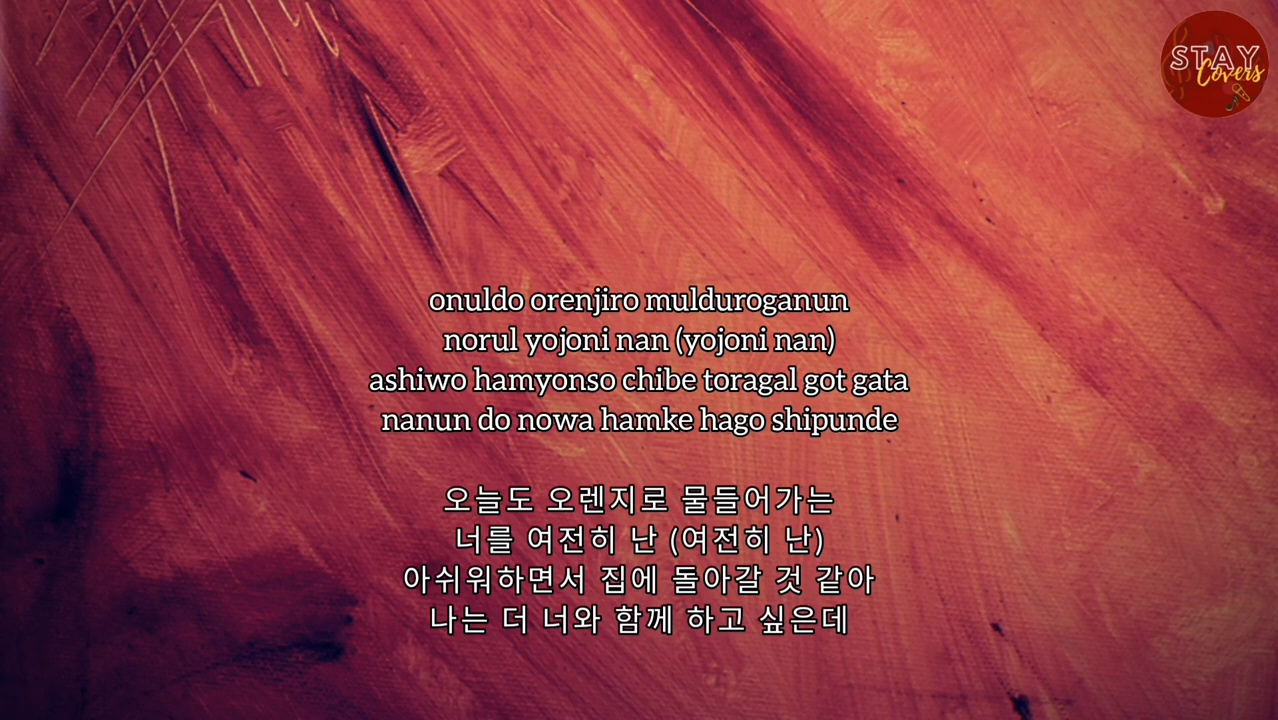 STAY
Covers
onuldo orenjiro mulduroganun
norul yojoni nan (yojoni nan)
ashiwo hamyonso chibe toragal got gata
nanun do nowa hamke hago shipunde
오늘도 오렌지로 물들어가는
너를 여전히 난 (여전히 난)
아쉬워하면서 집에 돌아갈 것 같아
나는 더 너와 함께 하고 싶은데